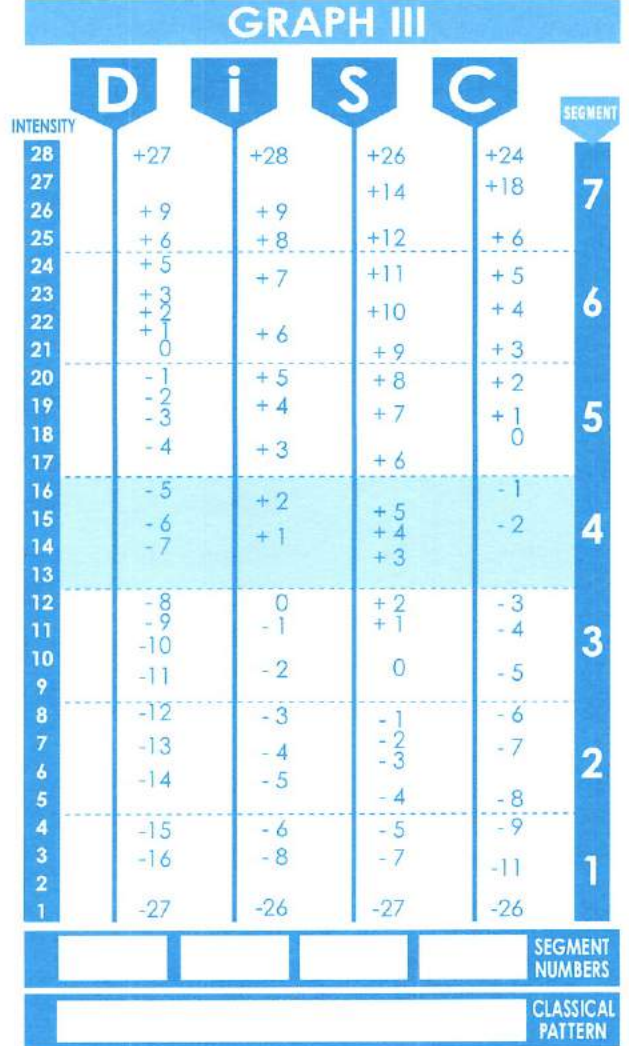 GRAPH III
D i S C
INTENSITY SEGMENT
28 +27 +28 +26 +24
27 +14 +18 7
26 + 9 + 9
25 + 6 + 8 +12 + 6
24 + 5 + 7 +11 + 5
23 + 3 6
22 + 2 +10 + 4
+ 1 + 6
21 0 + 9 + 3
20 - 1 + 5 + 8 + 2
19 - 2 + 4 + 7 + 1 5
- 3
18 - 4 + 3 0
17 + 6
16 - 5 + 2 - 1
15 - 6 + 5 - 2 4
14 - 7 + 1 + 4
13 + 3
12 - 8 0 + 2 - 3
11 - 9 - 1 + 1 - 4
10 -10 3
9 -11 - 2 0 - 5
8 -12 - 3 - 1 - 6
7 -13 - 4 - 2 - 7
- 3 2
6 -14 - 5
5 - 4 - 8
4 -15 - 6 - 5 - 9
3 -16 - 8 - 7 -11 1
2
1 -27 -26 -27 -26
SEGMENT
NUMBERS
CLASSICAL
PATTERN